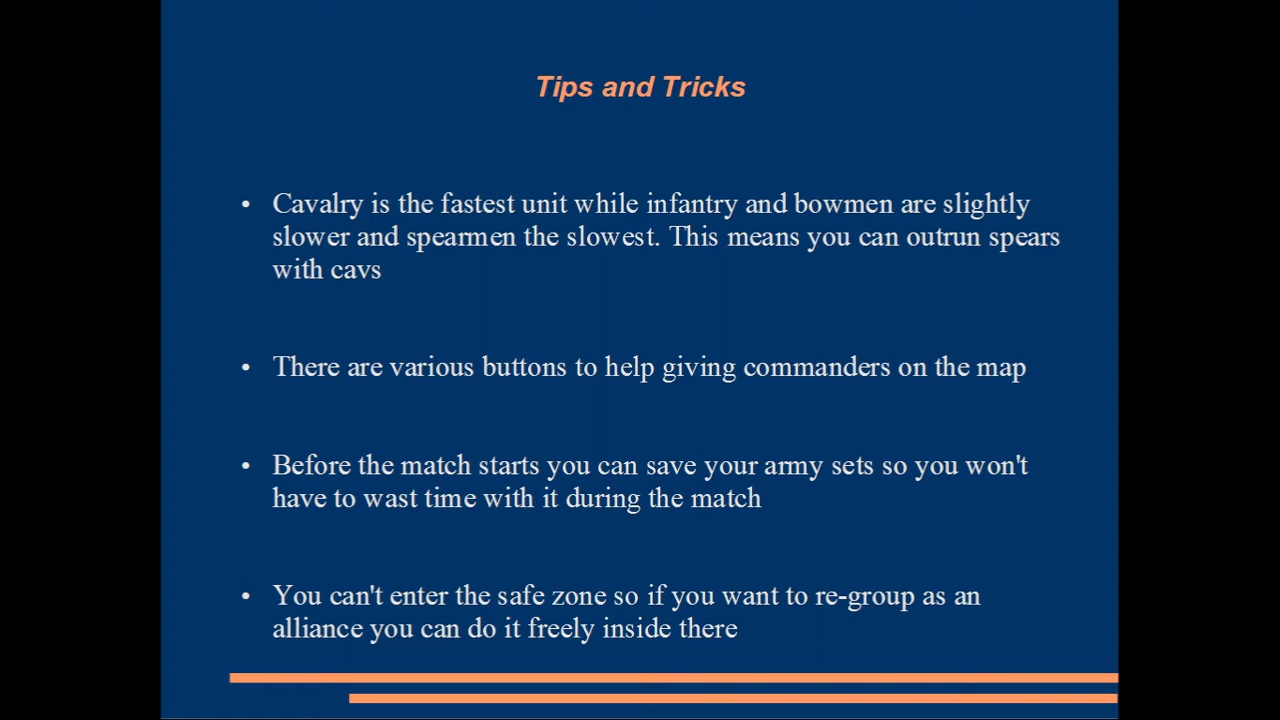 Tips and Tricks
• Cavalry is the fastest unit while infantry and bowmen are slightly
slower and spearmen the slowest. This means you can outrun spears
with cavs
• There are various buttons to help giving commanders on the map
• Before the match starts you can save your army sets so you won't
have to wast time with it during the match
• You can't enter the safe zone so if you want to re-group as an
alliance you can do it freely inside there